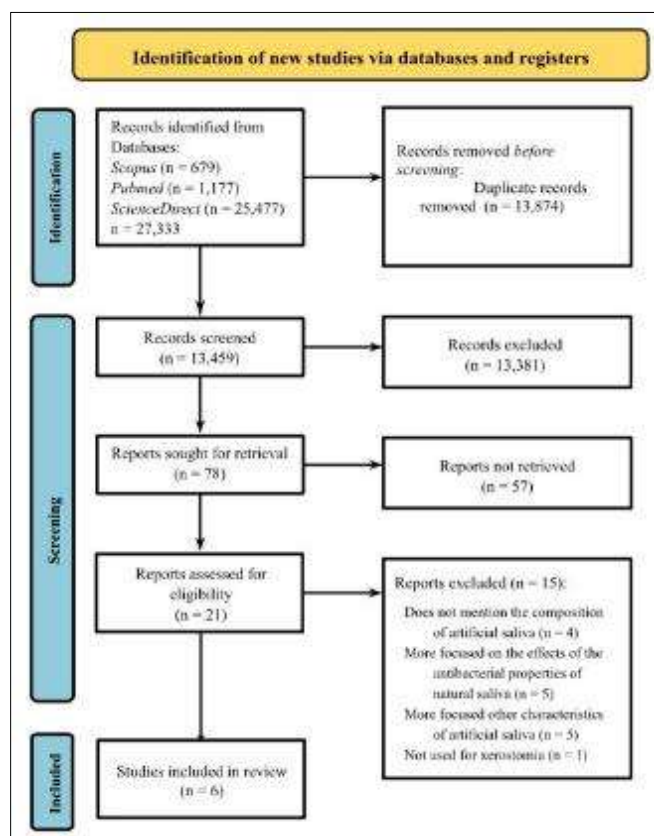 Identification of new studies via databases and registers
Identification
Records identified from
Databases:
Scopus (n = 679)
Pubmed (n = 1,177)
ScienceDirect (n = 25,477)
n = 27,333
Records removed before
screening:
Duplicate records
removed (n = 13,874)
Screening
Records screened
(n = 13,459)
Records excluded
(n = 13,381)
Reports sought for retrieval
(n = 78)
Reports not retrieved
(n = 57)
Reports assessed for
eligibility
(n = 21)
Reports excluded (n = 15):
Does not mention the composition
of artificial saliva (n = 4)
More focused on the effects of the
antibacterial properties of
natural saliva (n = 5)
More focused other characteristics
of artificial saliva (n = 5)
Not used for xerostomia (n = 1)
Included
Studies included in review
(n = 6)